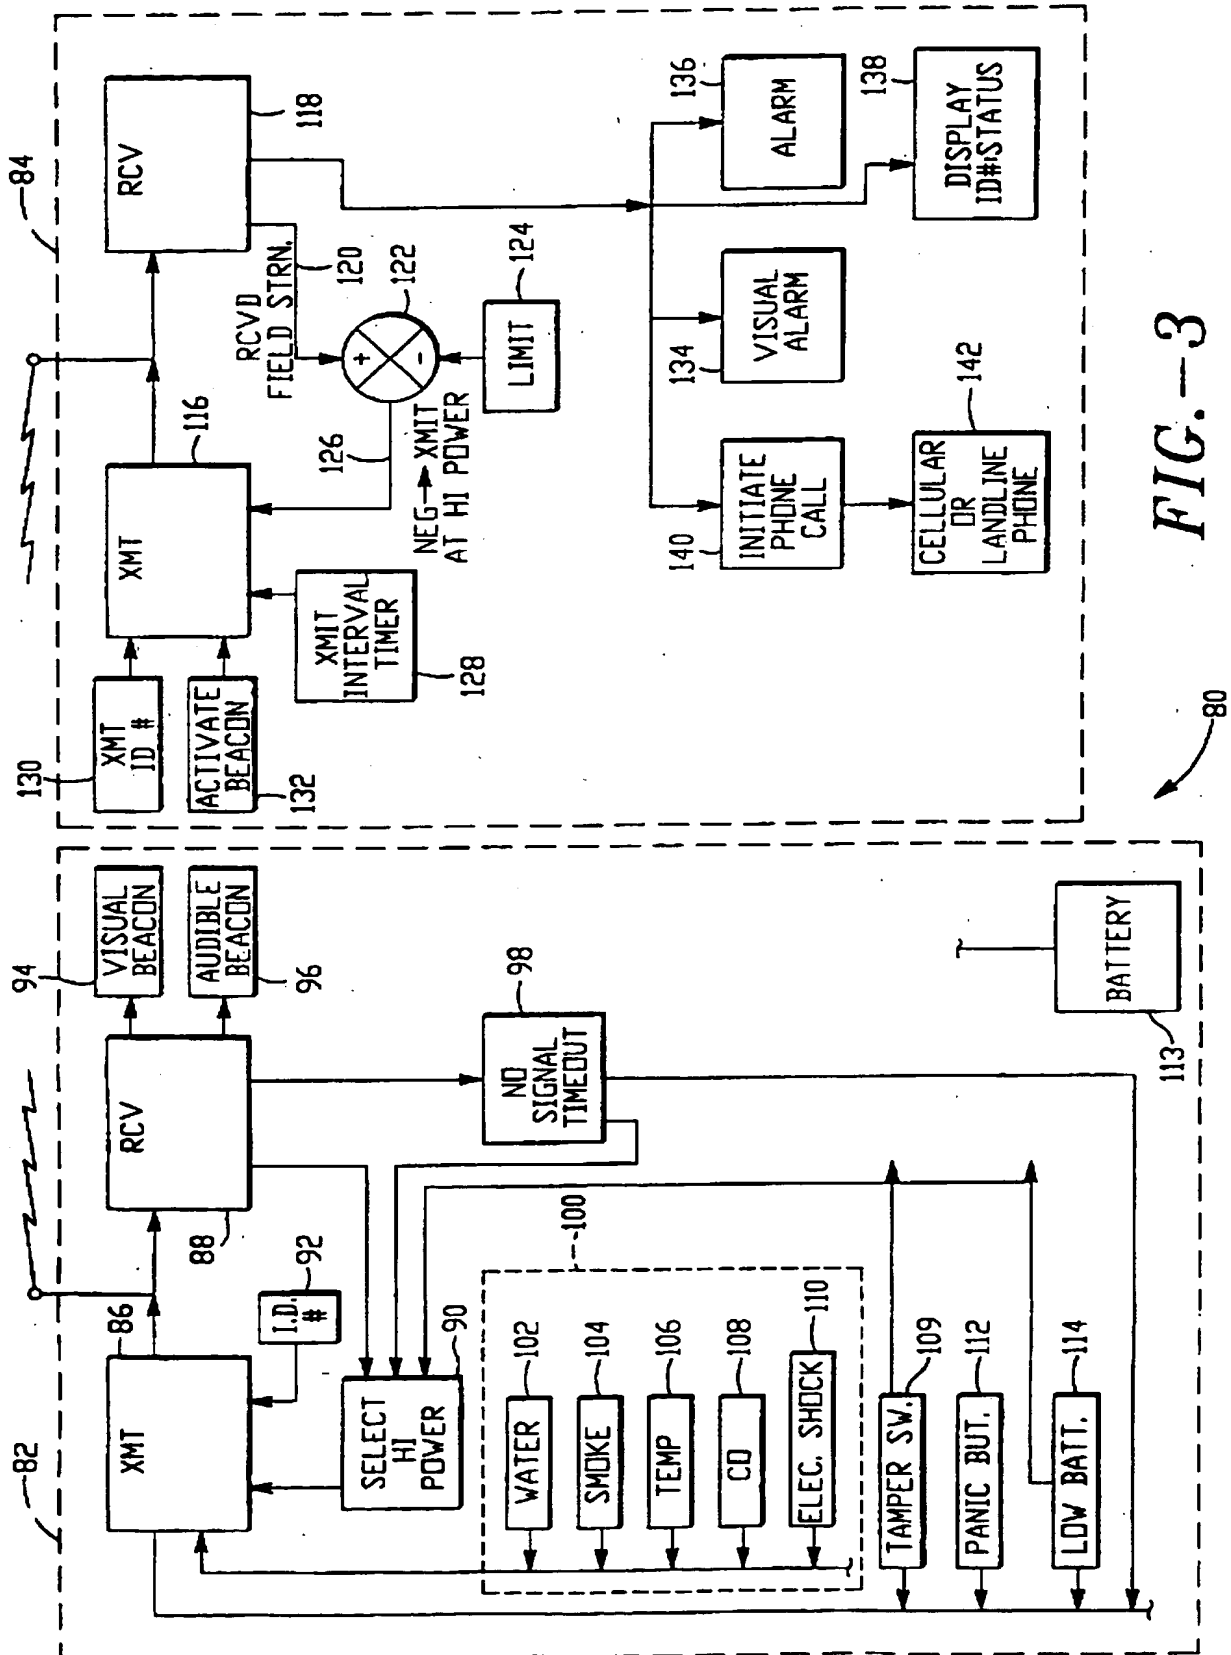 82
86
XMT
RCV
88
I.D.
#
92
94
VISUAL
BEACON
AUDIBLE
BEACON
96
SELECT
HI
POWER
90
NO
SIGNAL
TIMEOUT
98
100
WATER
102
SMOKE
104
TEMP
106
CO
108
ELEC. SHOCK
110
TAMPER SW.
109
PANIC BUT.
112
LOW BATT.
114
BATTERY
113
84
130
XMT
ID #
ACTIVATE
BEACON
132
XMT
116
RCV
118
XMIT
INTERVAL
TIMER
128
126
NEG→XMIT
AT HI POWER
RCVD
FIELD STRN.
120
+
-
122
LIMIT
124
140
INITIATE
PHONE
CALL
134
VISUAL
ALARM
ALARM
136
CELLULAR
OR
LANDLINE
PHONE
142
DISPLAY
ID#:STATUS
138
80
FIG.-3